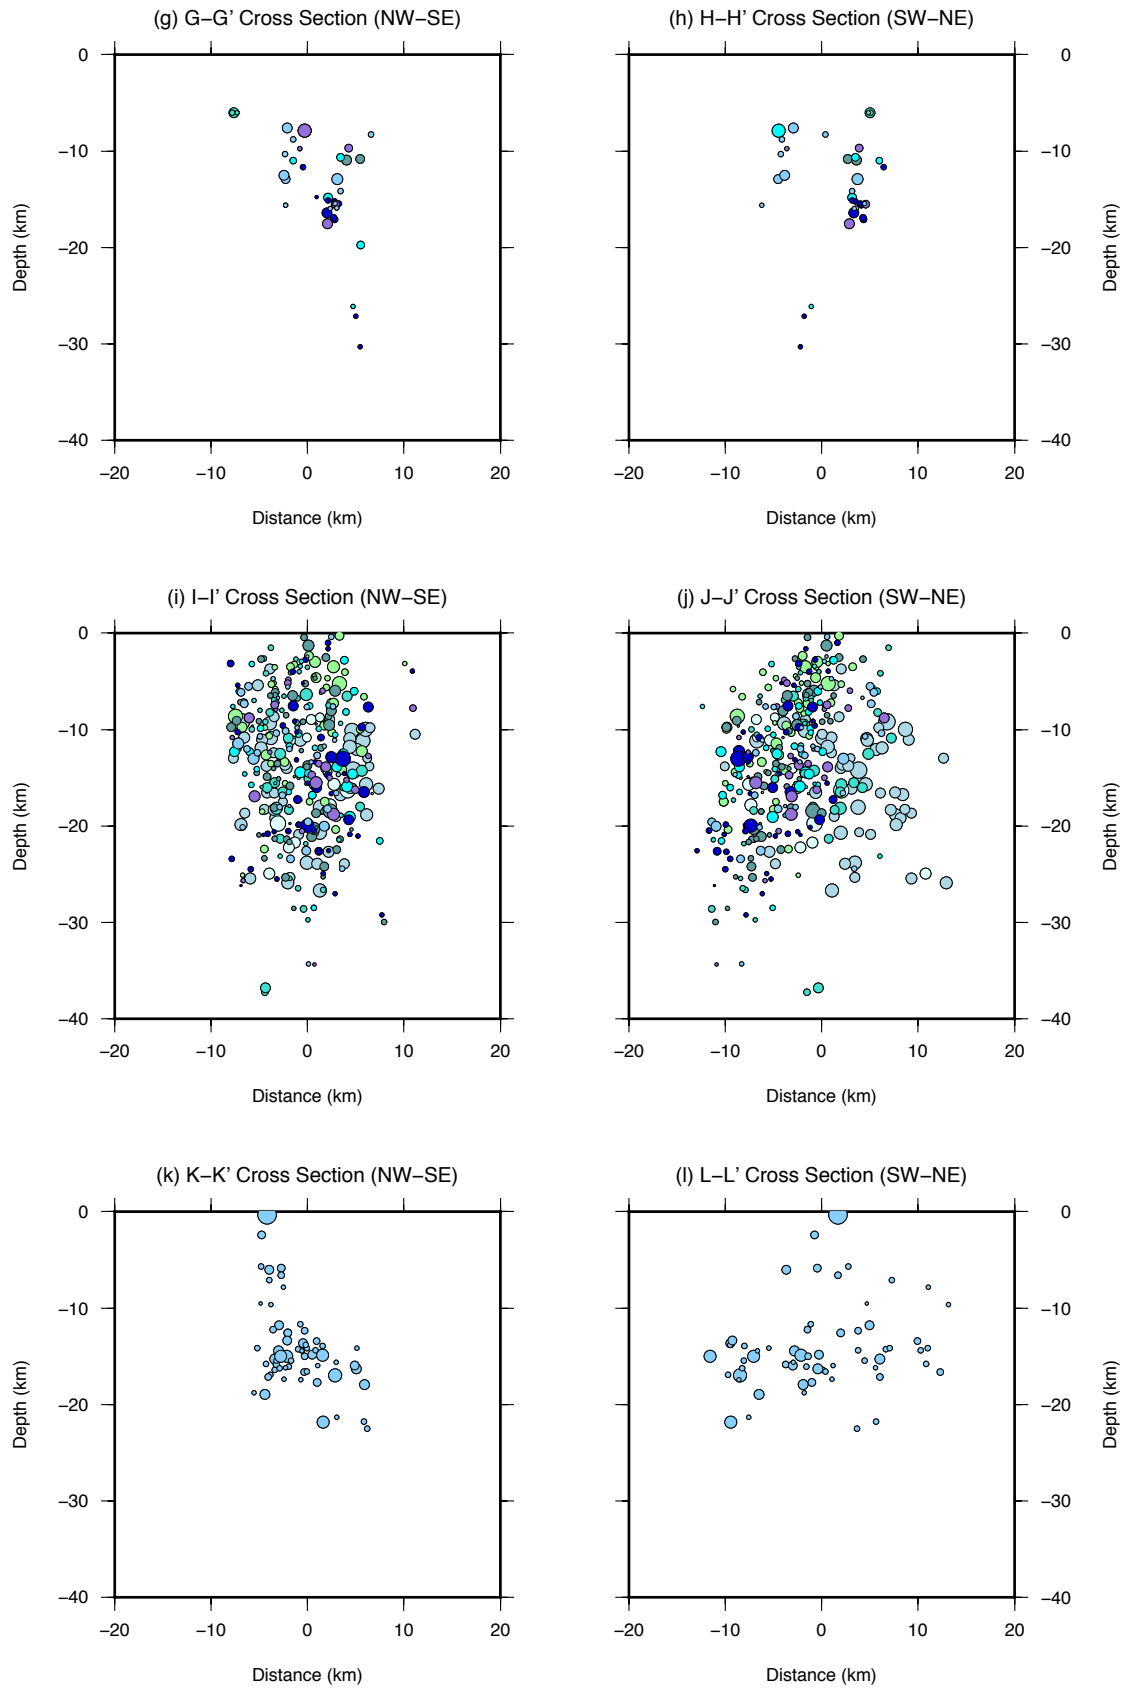 (g) G−G’ Cross Section (NW−SE)
(h) H−H’ Cross Section (SW−NE)
0
−10
−20
−30
−40
Depth (km)
−20 −10 0 10 20
Distance (km)
0
−10
−20
−30
−40
Depth (km)
−20 −10 0 10 20
Distance (km)
(i) I−I’ Cross Section (NW−SE)
(j) J−J’ Cross Section (SW−NE)
0
−10
−20
−30
−40
Depth (km)
−20 −10 0 10 20
Distance (km)
0
−10
−20
−30
−40
Depth (km)
−20 −10 0 10 20
Distance (km)
(k) K−K’ Cross Section (NW−SE)
(l) L−L’ Cross Section (SW−NE)
0
−10
−20
−30
−40
Depth (km)
−20 −10 0 10 20
Distance (km)
0
−10
−20
−30
−40
Depth (km)
−20 −10 0 10 20
Distance (km)